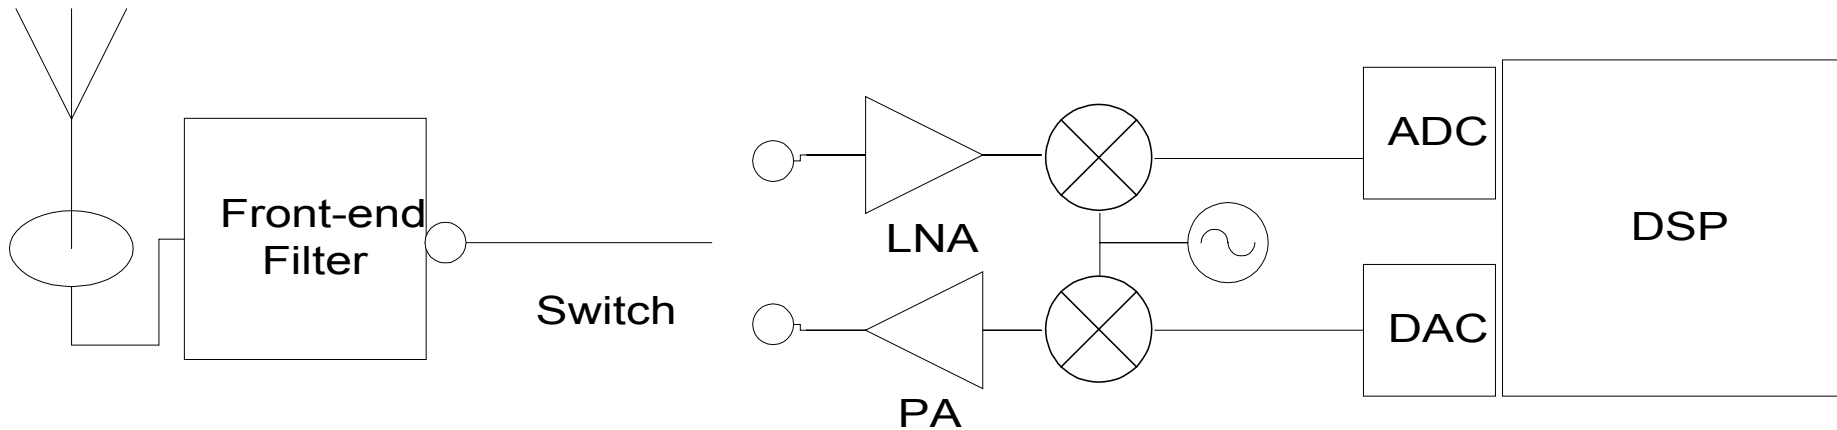 Front-end
Filter
Switch
LNA
PA
ADC
DAC
DSP